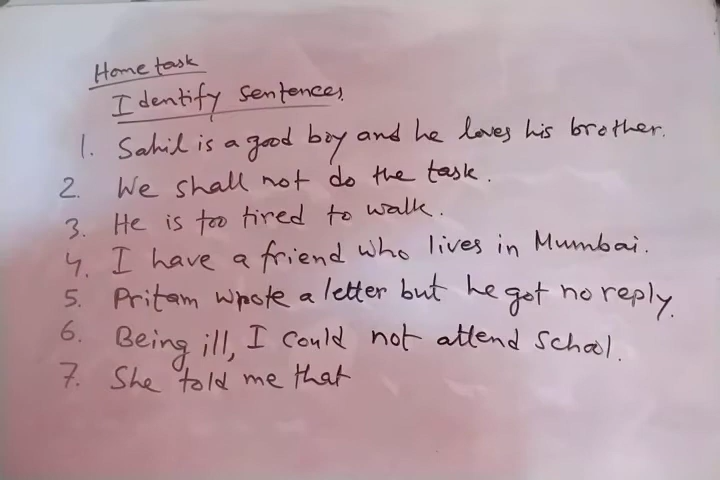 Home task
Identify sentences.
1. Sahil is a good boy and he loves his brother.
2. We shall not do the task.
3. He is too tired to walk.
4. I have a friend who lives in Mumbai.
5. Pritam wrote a letter but he got no reply.
6. Being ill, I could not attend school.
7. She told me that